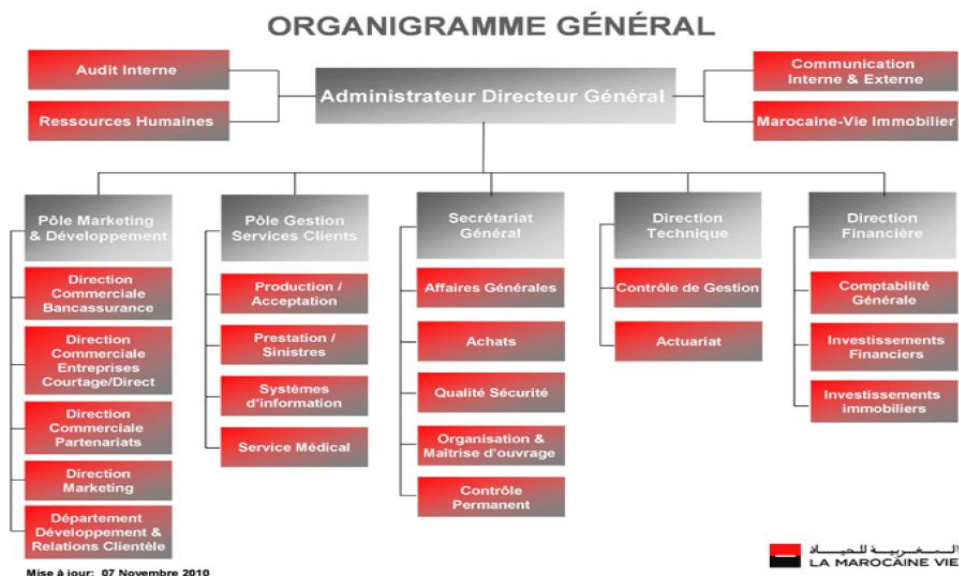 ORGANIGRAMME GÉNÉRAL
Audit Interne
Ressources Humaines
Administrateur Directeur Général
Communication
Interne & Externe
Marocaine-Vie Immobilier
Pôle Marketing
& Développement
Direction
Commerciale
Bancassurance
Direction
Commerciale
Entreprises
Courtage/Direct
Direction
Commerciale
Partenariats
Direction
Marketing
Département
Développement &
Relations Clientèle
Pôle Gestion
Services Clients
Production /
Acceptation
Prestation /
Sinistres
Systèmes
d'information
Service Médical
Secrétariat
Général
Affaires Générales
Achats
Qualité Sécurité
Organisation &
Maîtrise d'ouvrage
Contrôle
Permanent
Direction
Technique
Contrôle de Gestion
Actuariat
Direction
Financière
Comptabilité
Générale
Investissements
Financiers
Investissements
immobiliers
Mise à jour: 07 Novembre 2010
المغربية للحياة
LA MAROCAINE VIE